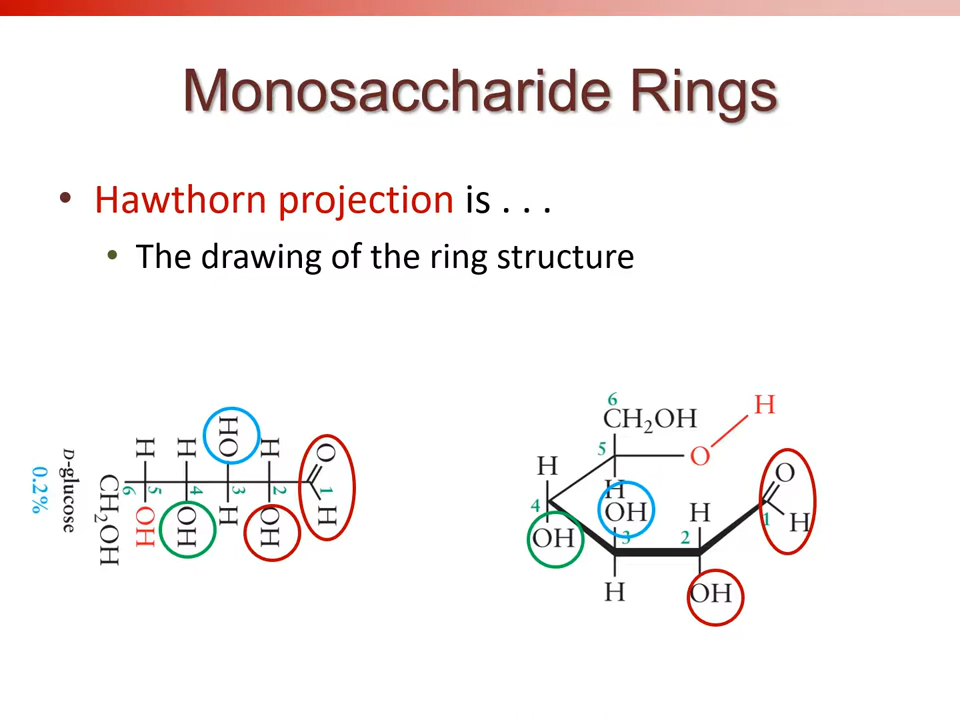 Monosaccharide Rings
• Hawthorn projection is . . .
• The drawing of the ring structure
O
H
1
H
2
OH
HO
3
H
H
4
OH
H
5
OH
6
CH2OH
D-glucose
0.2%
6
CH2OH
H
5
O
H
O
H
1
H
4
OH
H
OH
3
H
H
2
OH